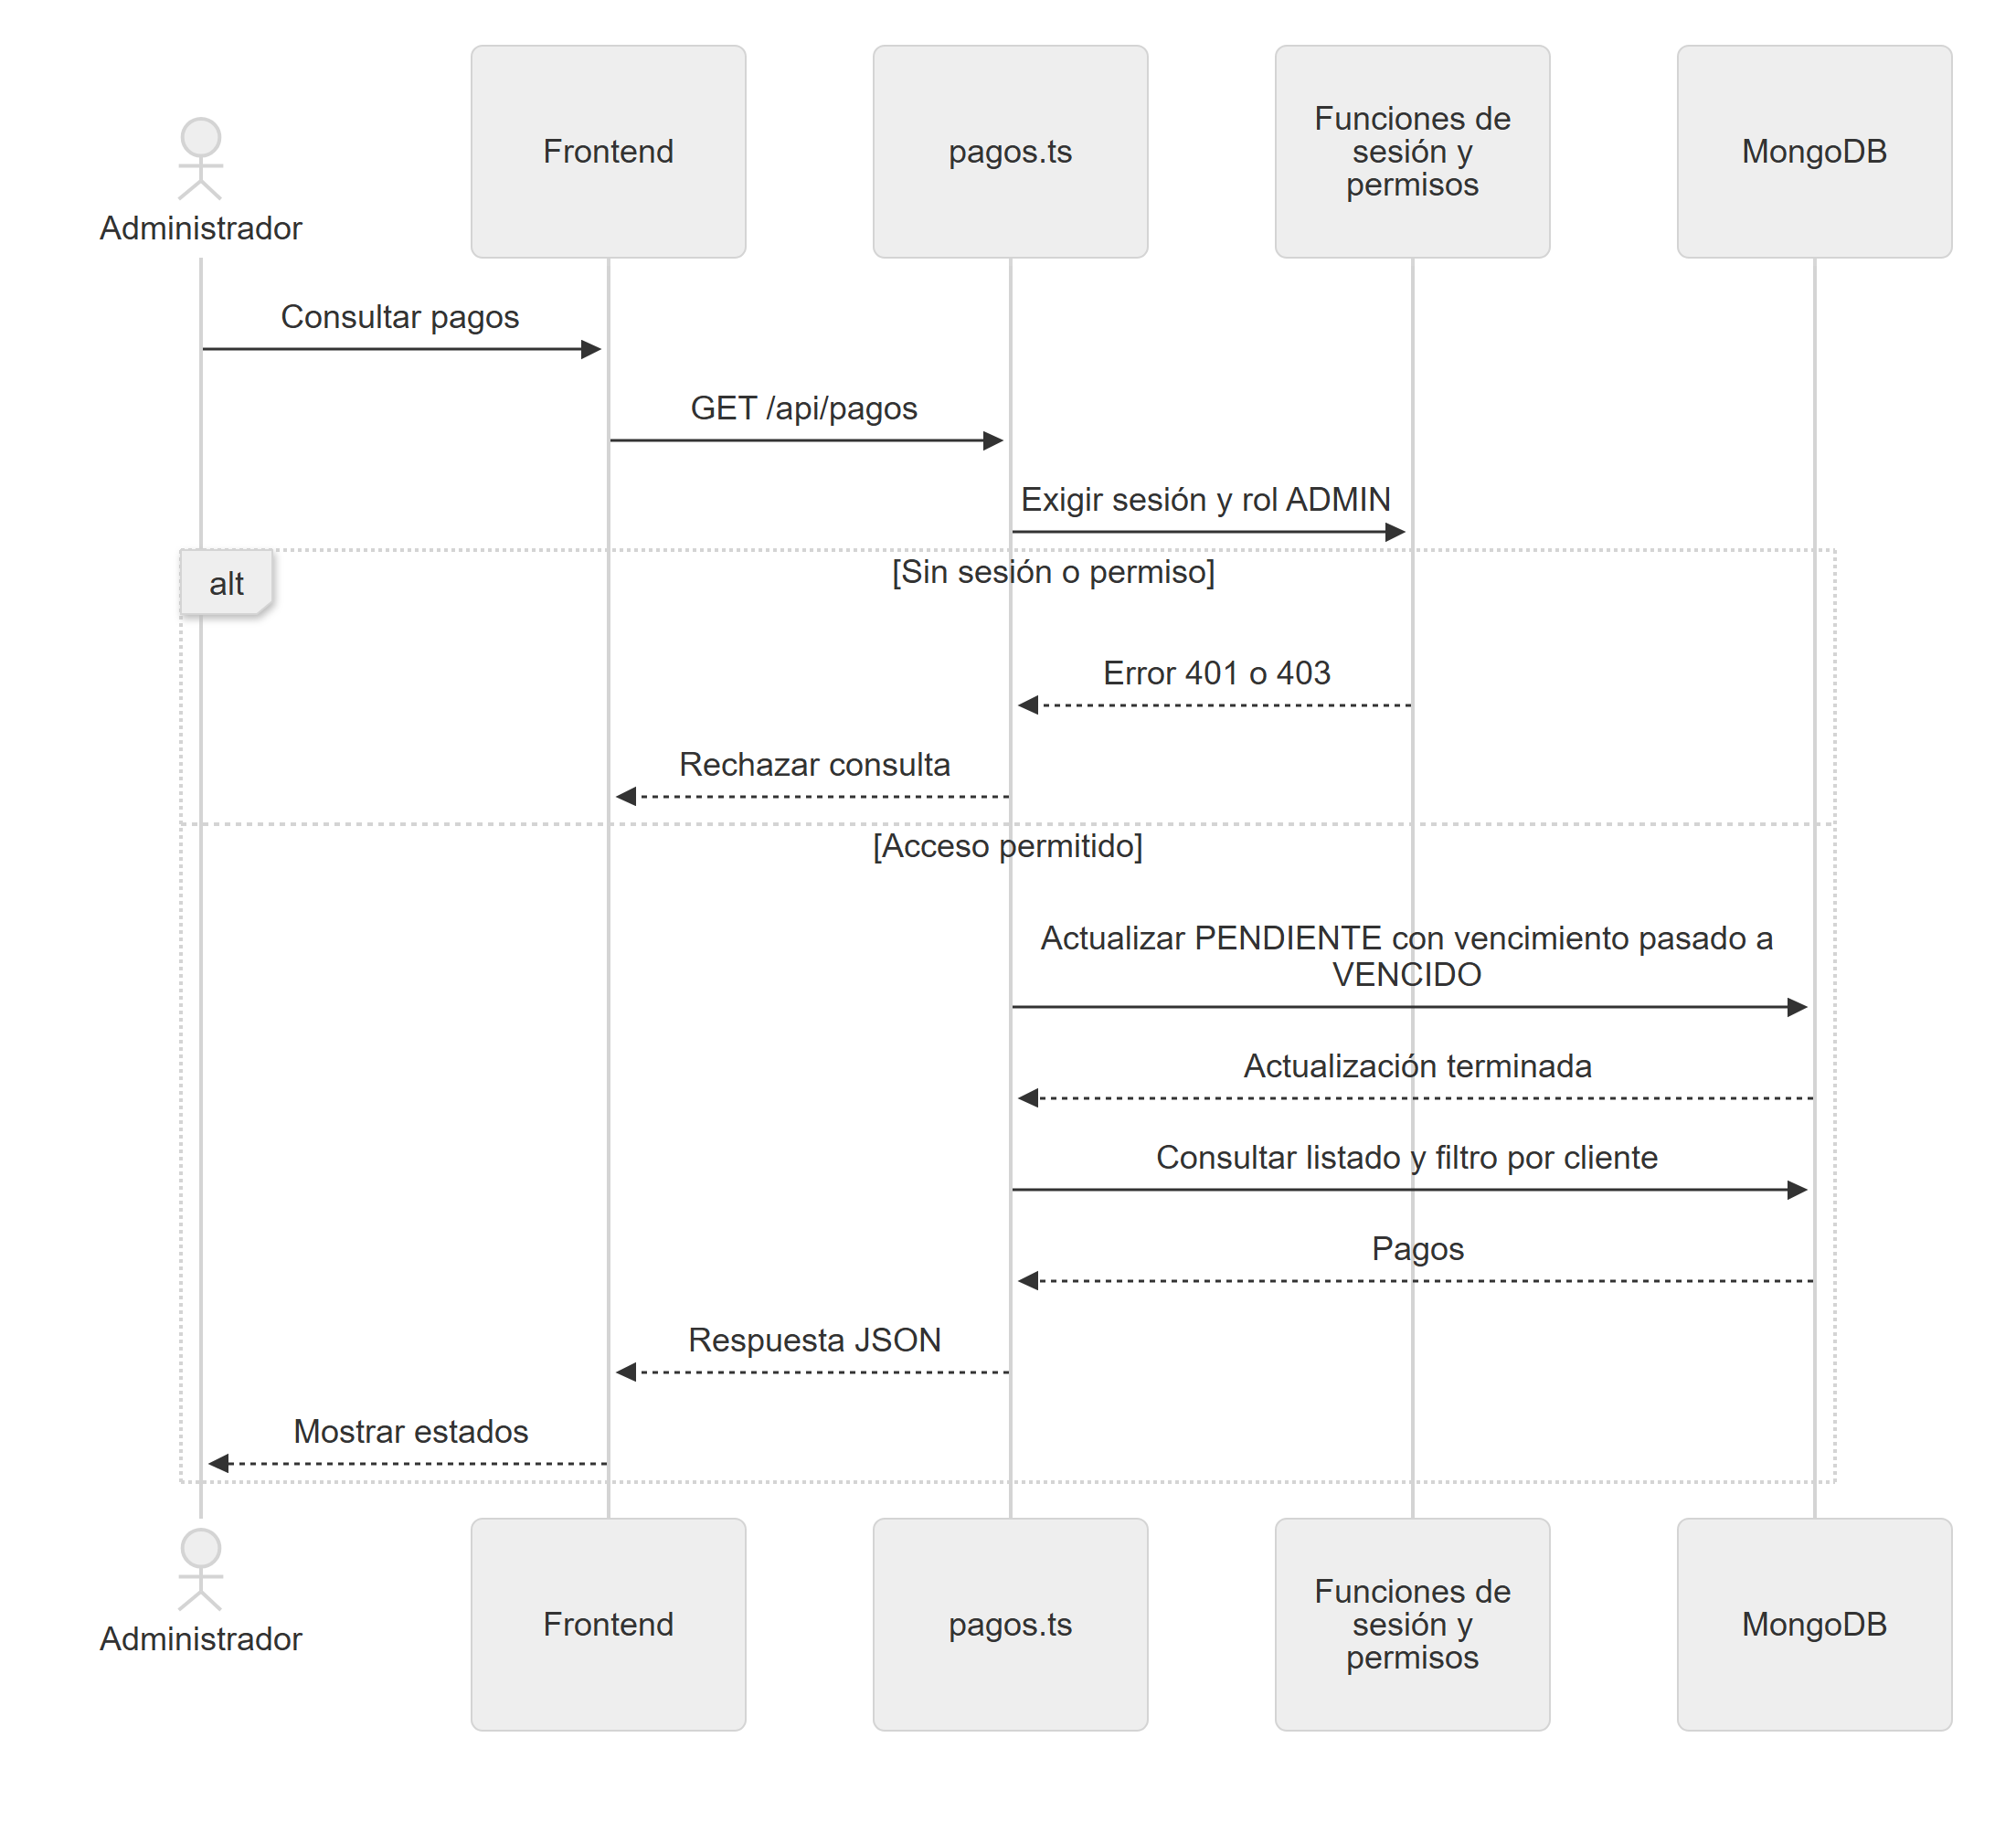 Administrador
Frontend
pagos.ts
Funciones de
sesión y
permisos
MongoDB
Consultar pagos
GET /api/pagos
Exigir sesión y rol ADMIN
alt
[Sin sesión o permiso]
Error 401 o 403
Rechazar consulta
[Acceso permitido]
Actualizar PENDIENTE con vencimiento pasado a
VENCIDO
Actualización terminada
Consultar listado y filtro por cliente
Pagos
Respuesta JSON
Mostrar estados
Administrador
Frontend
pagos.ts
Funciones de
sesión y
permisos
MongoDB